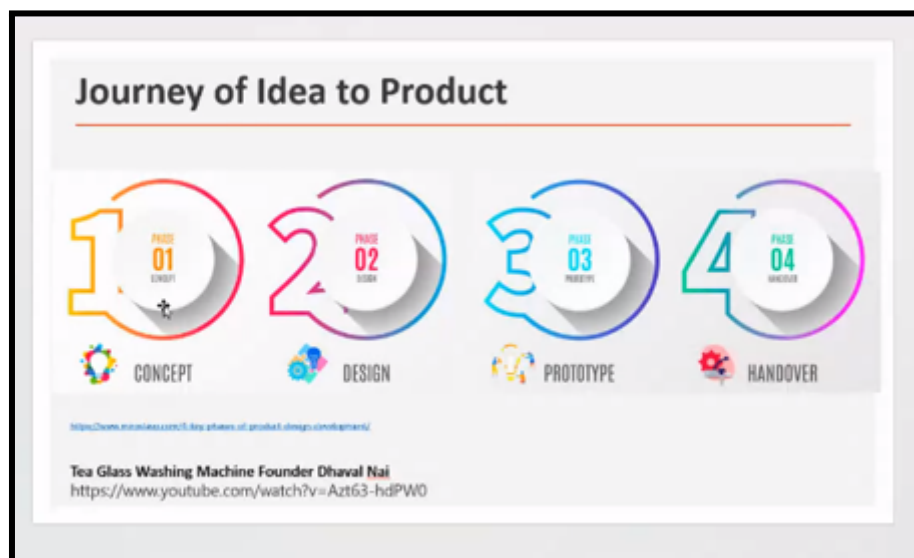 Journey of Idea to Product
PHASE
01
CONCEPT
PHASE
02
DESIGN
PHASE
03
PROTOTYPE
PHASE
04
HANDOVER
CONCEPT
DESIGN
PROTOTYPE
HANDOVER
Tea Glass Washing Machine Founder Dhaval Nai
https://www.youtube.com/watch?v=Azt63-hdPW0